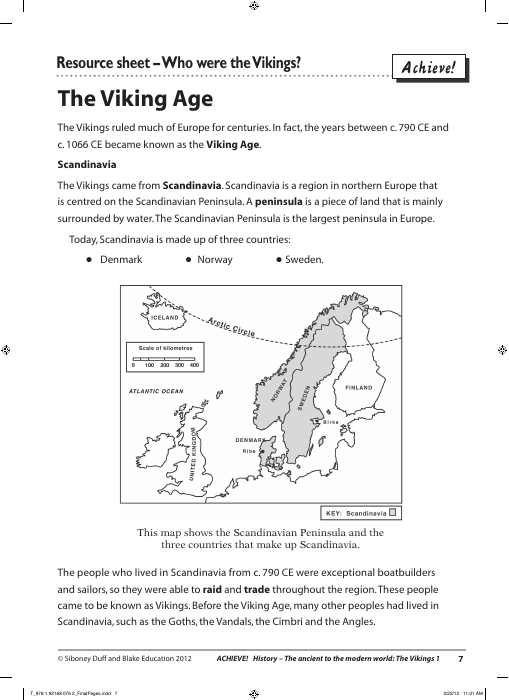 Resource sheet – Who were the Vikings?
Achieve!
The Viking Age
The Vikings ruled much of Europe for centuries. In fact, the years between c. 790 CE and
c. 1066 CE became known as the Viking Age.
Scandinavia
The Vikings came from Scandinavia. Scandinavia is a region in northern Europe that
is centred on the Scandinavian Peninsula. A peninsula is a piece of land that is mainly
surrounded by water. The Scandinavian Peninsula is the largest peninsula in Europe.
Today, Scandinavia is made up of three countries:
● Denmark ● Norway ● Sweden.
ICELAND
Arctic Circle
Scale of kilometres
0 100 200 300 400
ATLANTIC OCEAN
NORWAY
SWEDEN
FINLAND
Birka
DENMARK
Ribe
UNITED KINGDOM
KEY: Scandinavia
This map shows the Scandinavian Peninsula and the
three countries that make up Scandinavia.
The people who lived in Scandinavia from c. 790 CE were exceptional boatbuilders
and sailors, so they were able to raid and trade throughout the region. These people
came to be known as Vikings. Before the Viking Age, many other peoples had lived in
Scandinavia, such as the Goths, the Vandals, the Cimbri and the Angles.
© Siboney Duff and Blake Education 2012 ACHIEVE! History – The ancient to the modern world: The Vikings 1 7